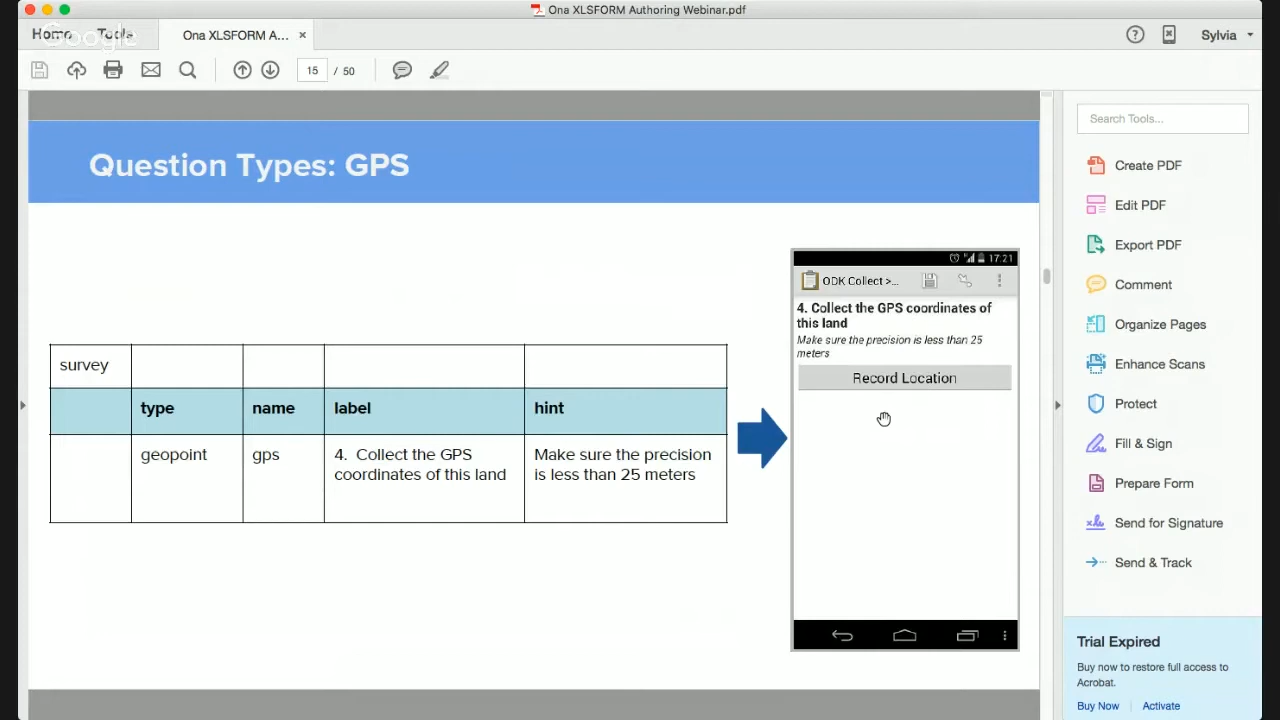 Ona XLSFORM Authoring Webinar.pdf
Home Tools Ona XLSFORM A... × Sylvia
Google
15 / 50
Search Tools...
Question Types: GPS
Create PDF
Edit PDF
Export PDF
Comment
Organize Pages
Enhance Scans
Protect
Fill & Sign
Prepare Form
Send for Signature
Send & Track
survey
type name label hint
geopoint gps 4. Collect the GPS Make sure the precision
coordinates of this land is less than 25 meters
17:21
ODK Collect >...
4. Collect the GPS coordinates of
this land
Make sure the precision is less than 25
meters
Record Location
Trial Expired
Buy now to restore full access to
Acrobat.
Buy Now Activate